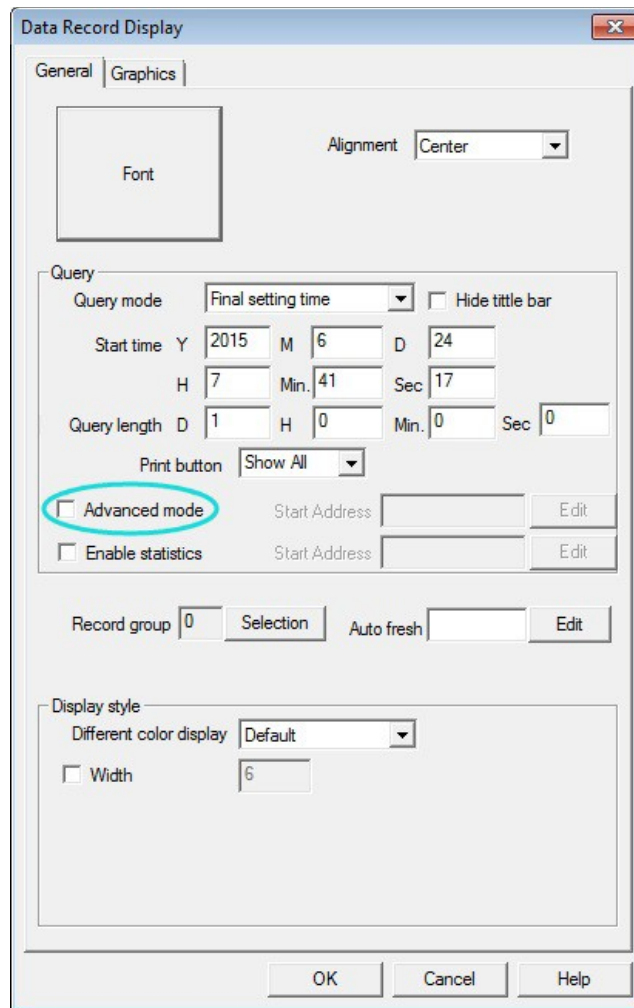 Data Record Display
General Graphics
Font
Alignment Center
Query
Query mode Final setting time Hide tittle bar
Start time Y 2015 M 6 D 24
H 7 Min. 41 Sec 17
Query length D 1 H 0 Min. 0 Sec 0
Print button Show All
Advanced mode Start Address Edit
Enable statistics Start Address Edit
Record group 0 Selection Auto fresh Edit
Display style
Different color display Default
Width 6
OK Cancel Help